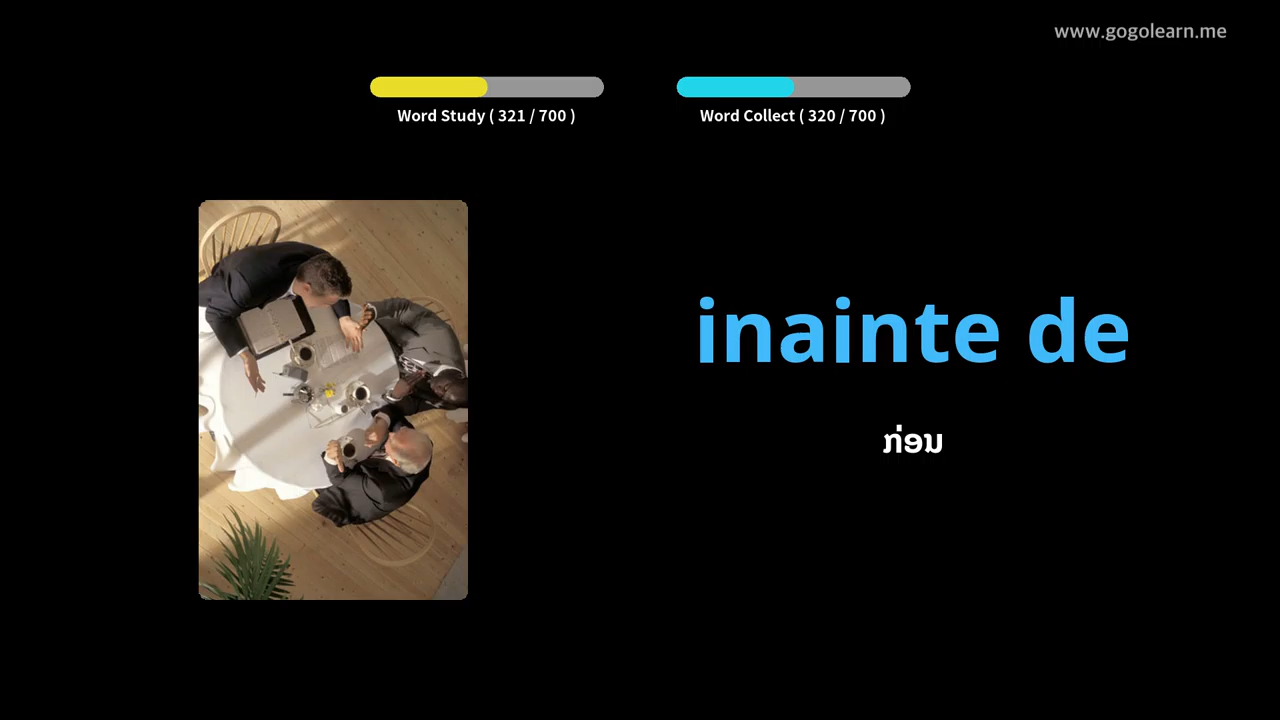 www.gogolearn.me
Word Study ( 321 / 700 )
Word Collect ( 320 / 700 )
inainte de
ກ່ອນ